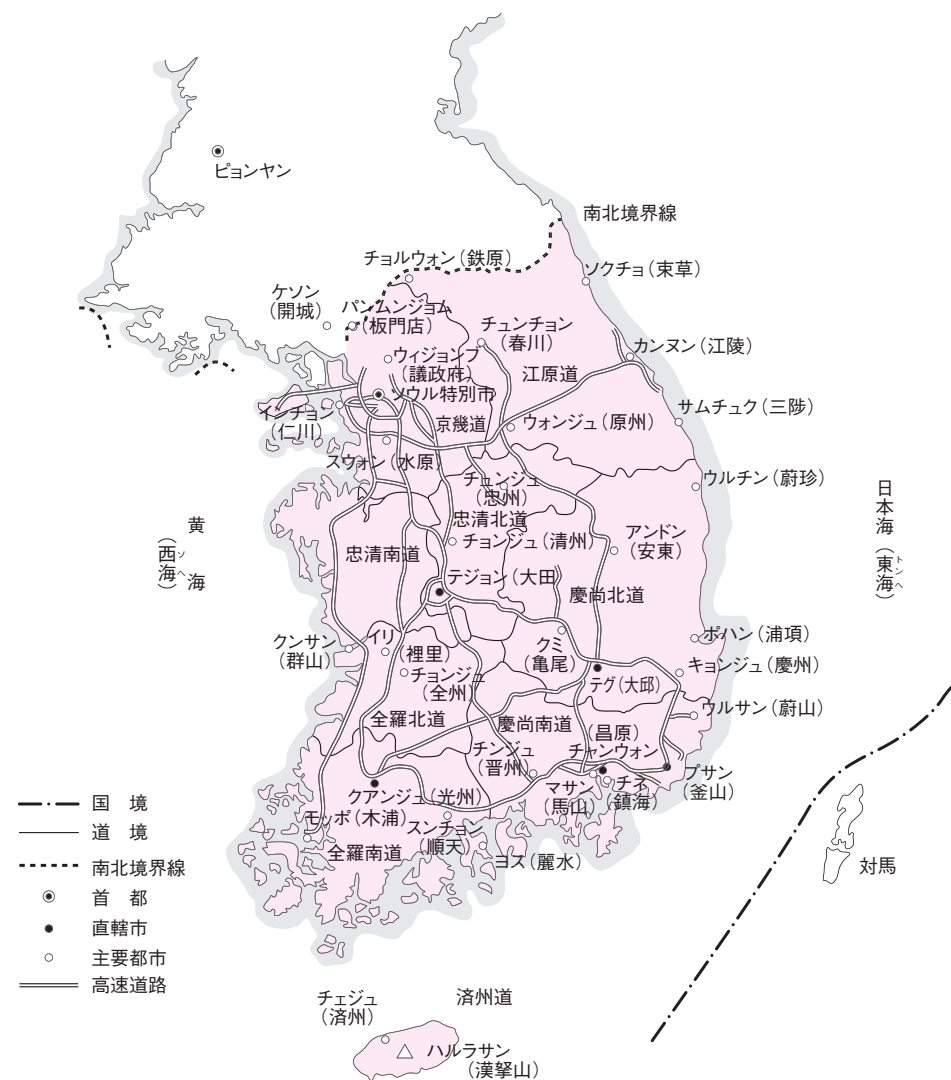 ピョンヤン
南北境界線
チョルウォン（鉄原）
ソクチョ（束草）
ケソン
（開城）
パンムンジョム
（板門店）
チュンチョン
（春川）
カンヌン（江陵）
ウィジョンブ
（議政府）
江原道
ソウル特別市
サムチュク（三陟）
インチョン
（仁川）
京幾道
ウォンジュ（原州）
スウォン（水原）
チュンジュ
（忠州）
ウルチン（蔚珍）
忠清北道
黄海
（西海）
ソヘ
日本海（東海）
トンヘ
忠清南道
チョンジュ（清州）
アンドン
（安東）
テジョン（大田）
慶尚北道
クンサン
（群山）
イリ
（裡里）
クミ
（亀尾）
ポハン（浦項）
チョンジュ
（全州）
テグ（大邱）
キョンジュ（慶州）
全羅北道
慶尚南道
ウルサン（蔚山）
（昌原）
チャンウォン
チンジュ
（晋州）
プサン
（釜山）
クアンジュ（光州）
マサン
（馬山）
チネ
（鎮海）
モッポ（木浦）
スンチョン
（順天）
全羅南道
ヨス（麗水）
対馬
国　境
道　境
南北境界線
首　都
直轄市
主要都市
高速道路
チェジュ
（済州）
済州道
ハルラサン
（漢拏山）